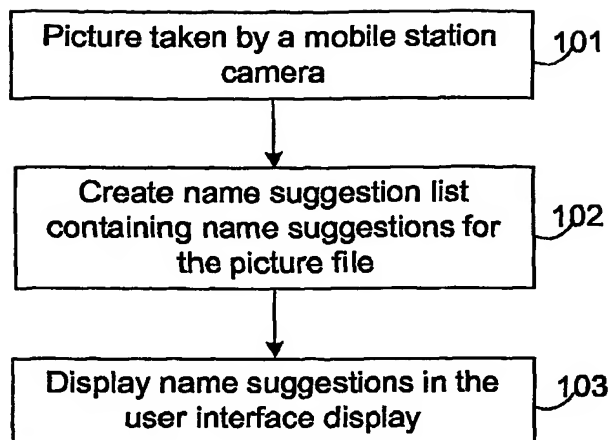 Picture taken by a mobile station
camera
101
Create name suggestion list
containing name suggestions for
the picture file
102
Display name suggestions in the
user interface display
103